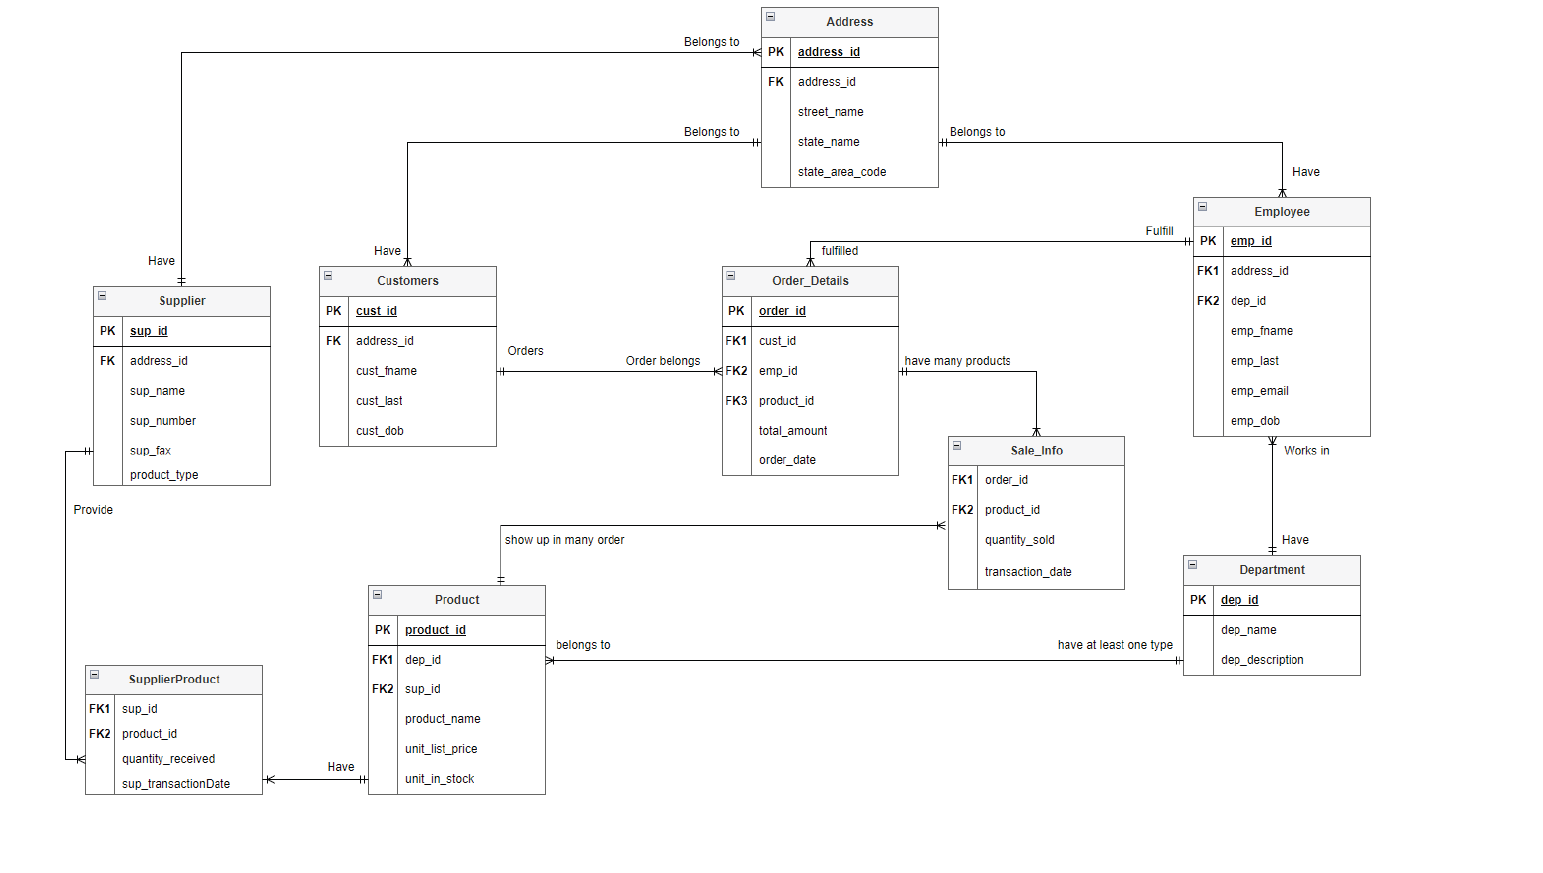 Address
PK address_id
FK address_id
street_name
state_name
state_area_code
Belongs to
Belongs to
Belongs to
Have
Have
Have
Employee
PK emp_id
FK1 address_id
FK2 dep_id
emp_fname
emp_last
emp_email
emp_dob
Fulfill
fulfilled
Supplier
PK sup_id
FK address_id
sup_name
sup_number
sup_fax
product_type
Customers
PK cust_id
FK address_id
cust_fname
cust_last
cust_dob
Orders
Order belongs
Order_Details
PK order_id
FK1 cust_id
FK2 emp_id
FK3 product_id
total_amount
order_date
have many products
Sale_Info
FK1 order_id
FK2 product_id
quantity_sold
transaction_date
Works in
Have
Provide
show up in many order
Department
PK dep_id
dep_name
dep_description
Product
PK product_id
FK1 dep_id
FK2 sup_id
product_name
unit_list_price
unit_in_stock
belongs to
have at least one type
SupplierProduct
FK1 sup_id
FK2 product_id
quantity_received
sup_transactionDate
Have